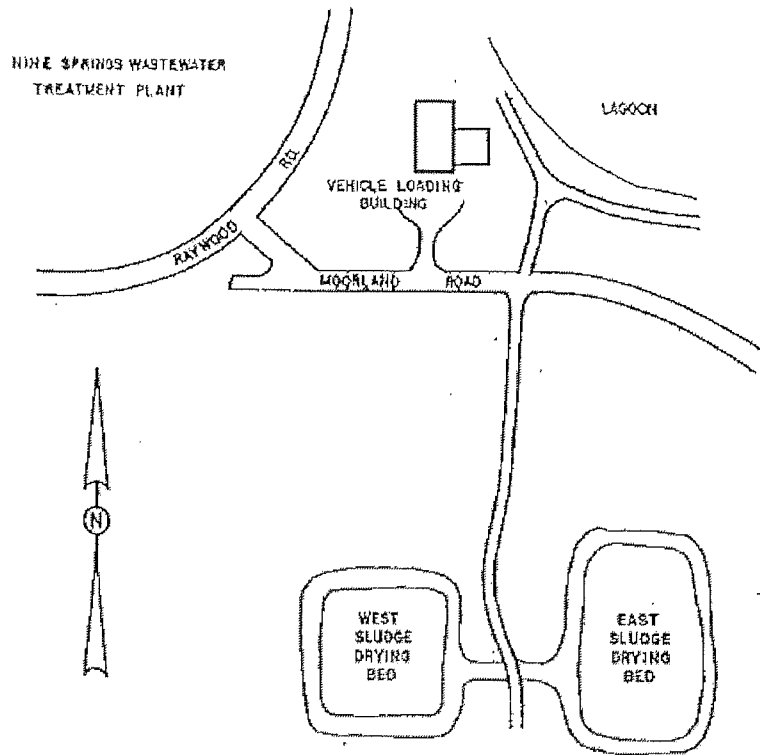 NINE SPRINGS WASTEWATER
TREATMENT PLANT
LAGOON
RAYWOOD RD.
VEHICLE LOADING
BUILDING
MOORLAND ROAD
N
WEST
SLUDGE
DRYING
BED
EAST
SLUDGE
DRYING
BED